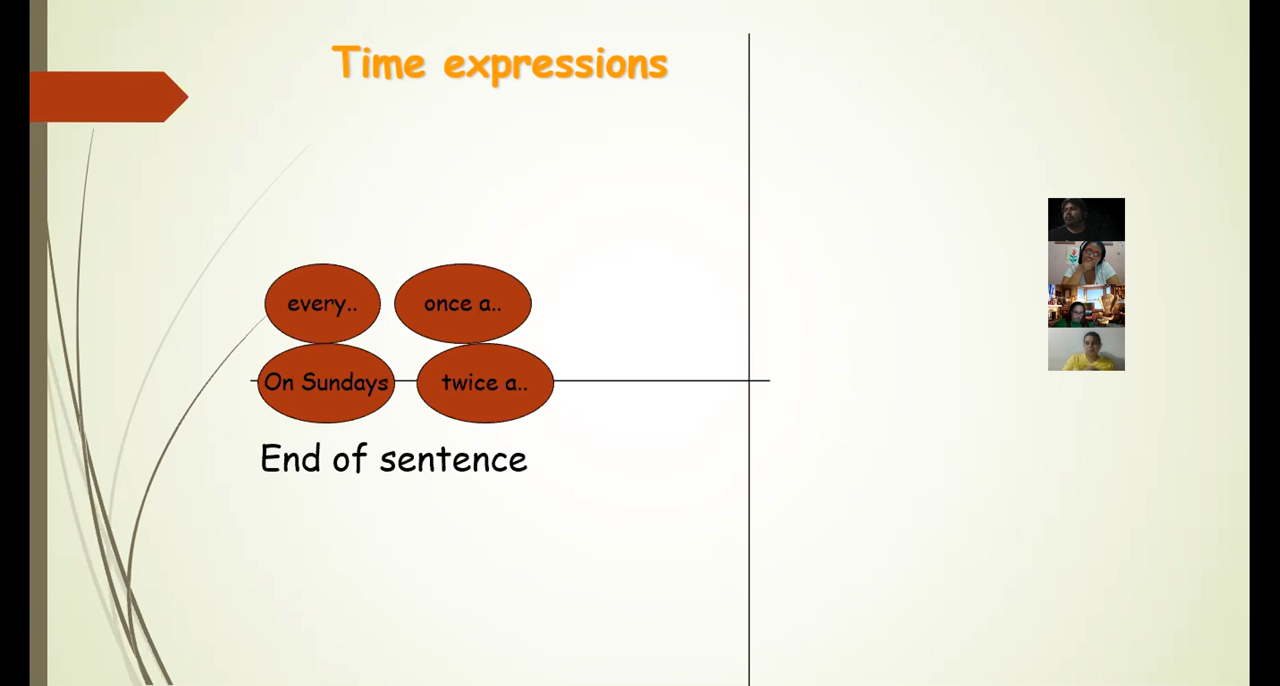 Time expressions
every..
once a..
On Sundays
twice a..
End of sentence